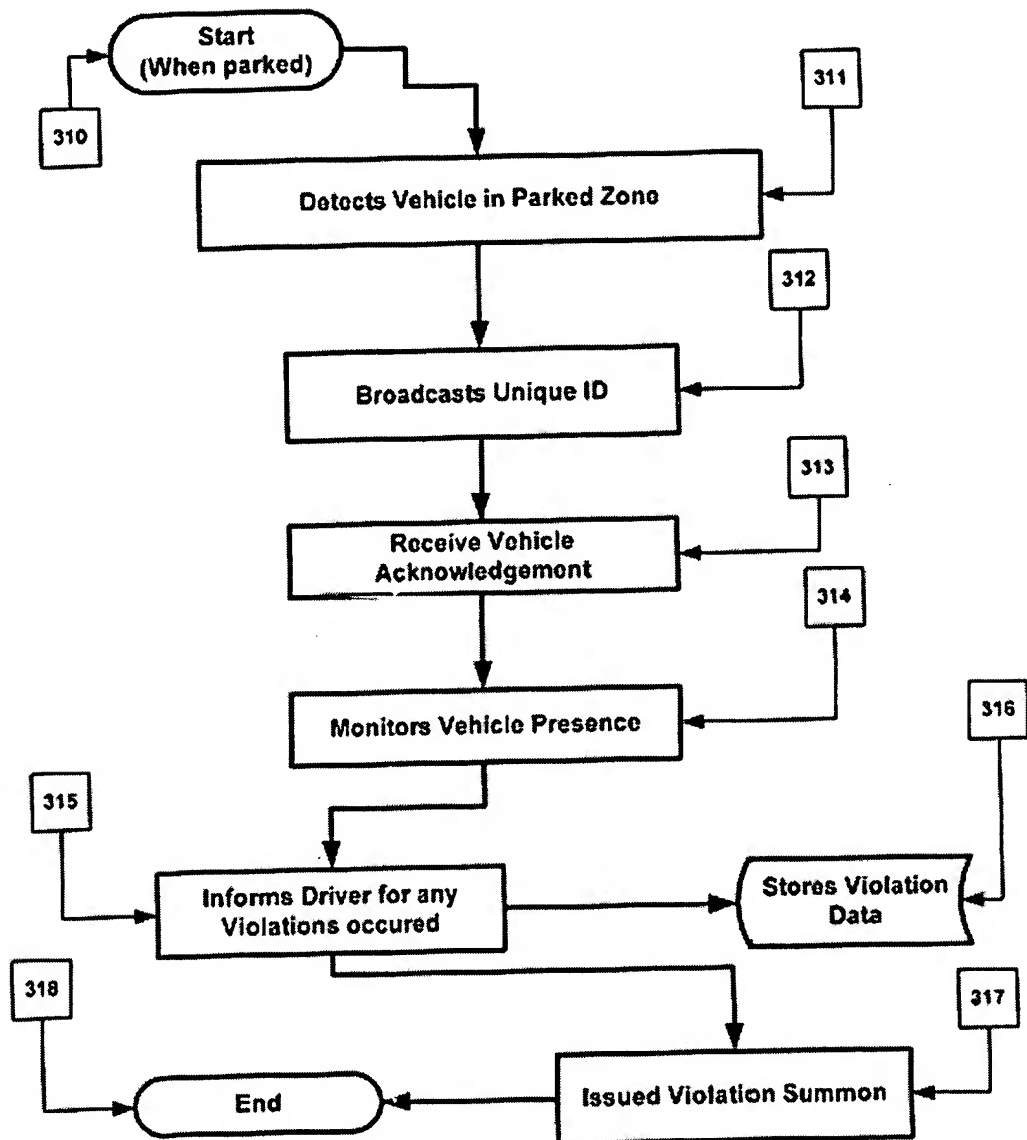 Start
(When parked)
310
311
Detects Vehicle in Parked Zone
312
Broadcasts Unique ID
313
Receive Vehicle
Acknowledgement
314
Monitors Vehicle Presence
316
315
Informs Driver for any
Violations occured
Stores Violation
Data
318
317
End
Issued Violation Summon